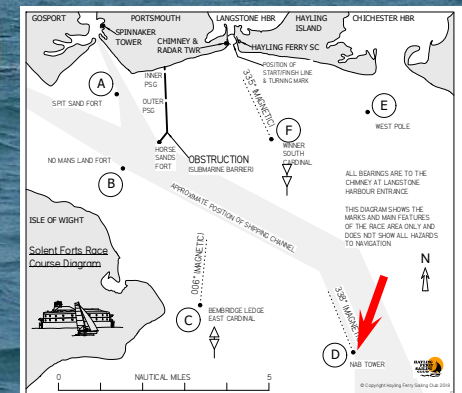 GOSPORT
PORTSMOUTH
LANGSTONE HBR
HAYLING
ISLAND
CHICHESTER HBR
SPINNAKER
TOWER
CHIMNEY &
RADAR TWR
HAYLING FERRY SC
POSITION OF
START/FINISH LINE
& TURNING MARK
INNER
PSG
OUTER
PSG
335° (MAGNETIC)
A
SPIT SAND FORT
E
WEST POLE
F
WINNER
SOUTH
CARDINAL
HORSE
SANDS
FORT
OBSTRUCTION
(SUBMARINE BARRIER)
NO MANS LAND FORT
B
ALL BEARINGS ARE TO THE
CHIMNEY AT LANGSTONE
HARBOUR ENTRANCE
THIS DIAGRAM SHOWS THE
MARKS AND MAIN FEATURES
OF THE RACE AREA ONLY AND
DOES NOT SHOW ALL HAZARDS
TO NAVIGATION
APPROXIMATE POSITION OF SHIPPING CHANNEL
ISLE OF WIGHT
Solent Forts Race
Course Diagram
N
006° (MAGNETIC)
C
BEMBRIDGE LEDGE
EAST CARDINAL
338° (MAGNETIC)
D
NAB TOWER
0
NAUTICAL MILES
5
HAYLING
FERRY
SAILING
CLUB
© Copyright Hayling Ferry Sailing Club 2018